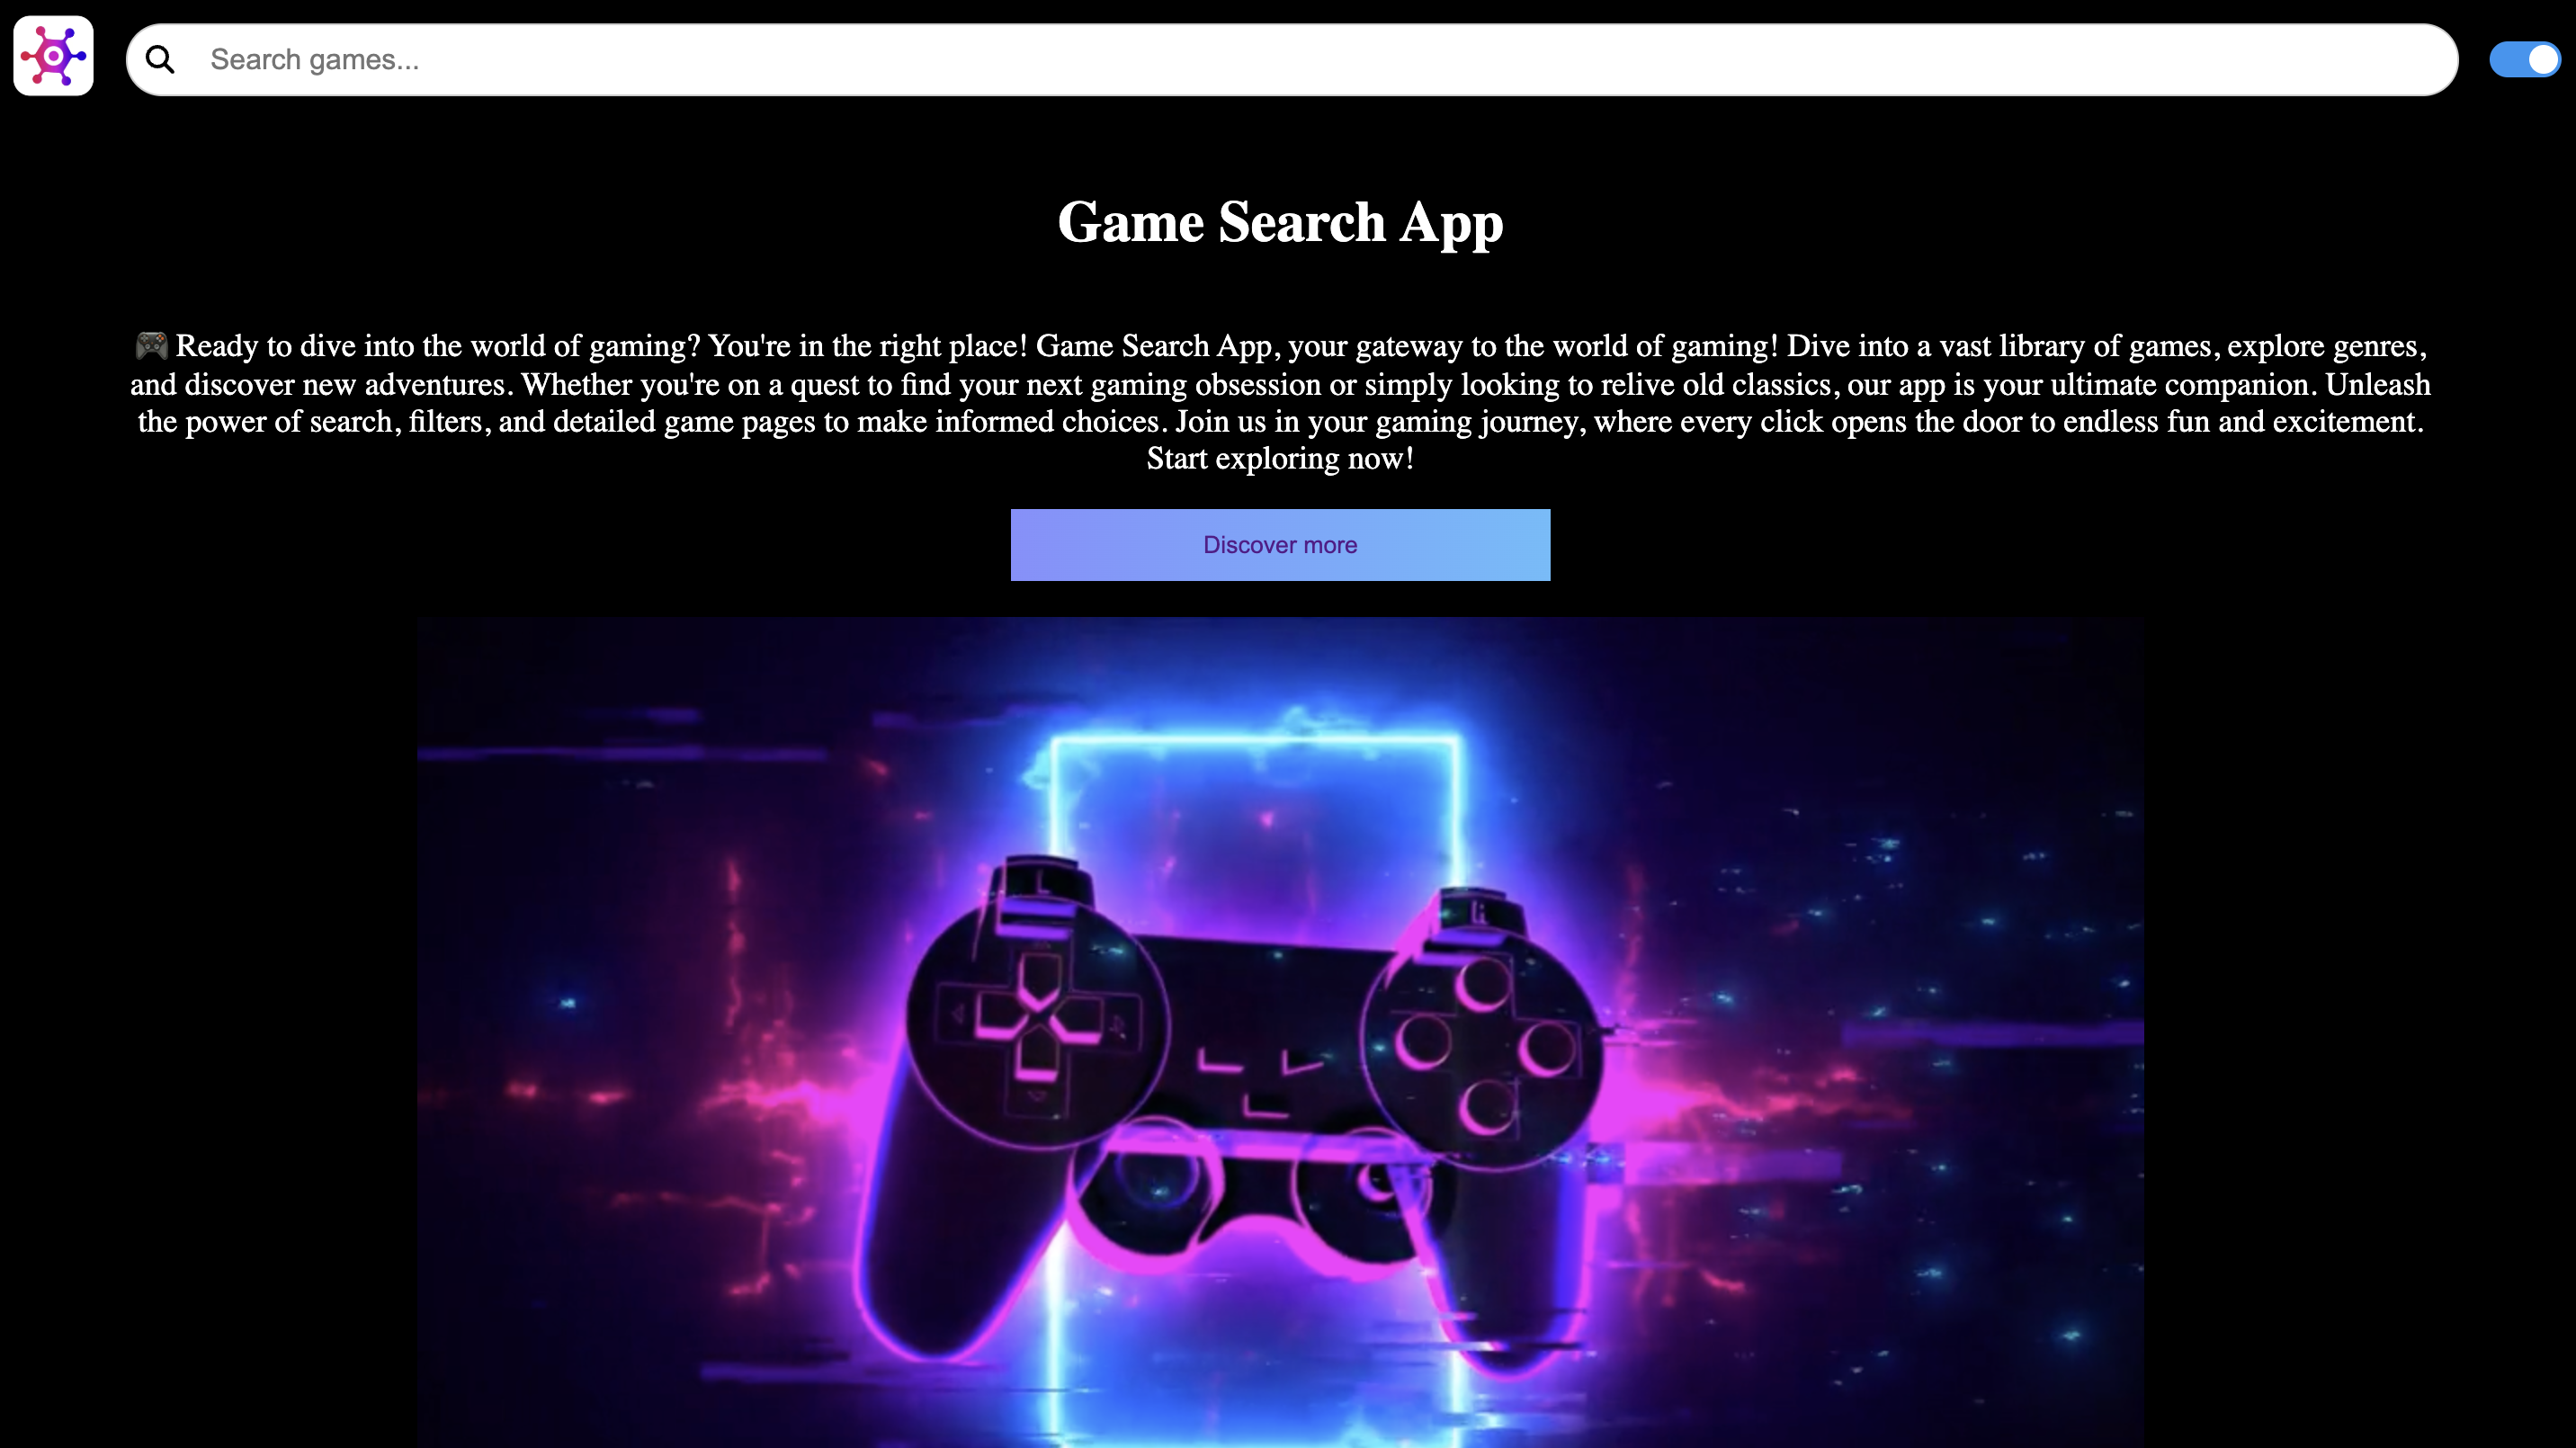 Search games...
Game Search App
🎮 Ready to dive into the world of gaming? You're in the right place! Game Search App, your gateway to the world of gaming! Dive into a vast library of games, explore genres,
and discover new adventures. Whether you're on a quest to find your next gaming obsession or simply looking to relive old classics, our app is your ultimate companion. Unleash
the power of search, filters, and detailed game pages to make informed choices. Join us in your gaming journey, where every click opens the door to endless fun and excitement.
Start exploring now!
Discover more